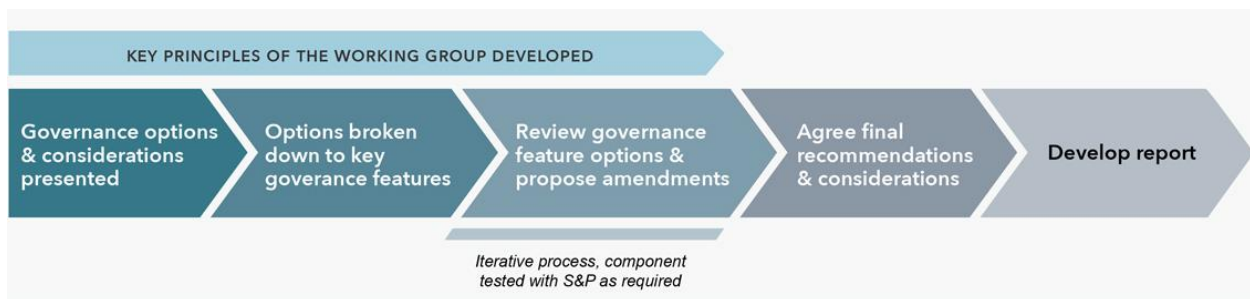 KEY PRINCIPLES OF THE WORKING GROUP DEVELOPED
Governance options
& considerations
presented
Options broken
down to key
goverance features
Review governance
feature options &
propose amendments
Agree final
recommendations
& considerations
Develop report
Iterative process, component
tested with S&P as required